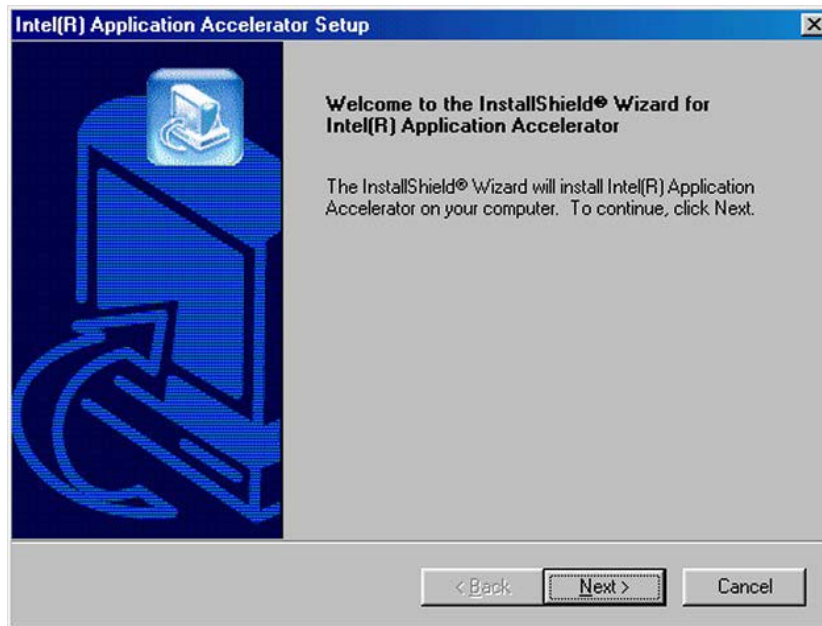 Intel(R) Application Accelerator Setup
Welcome to the InstallShield® Wizard for
Intel(R) Application Accelerator
The InstallShield® Wizard will install Intel(R) Application
Accelerator on your computer.  To continue, click Next.
< Back
Next >
Cancel